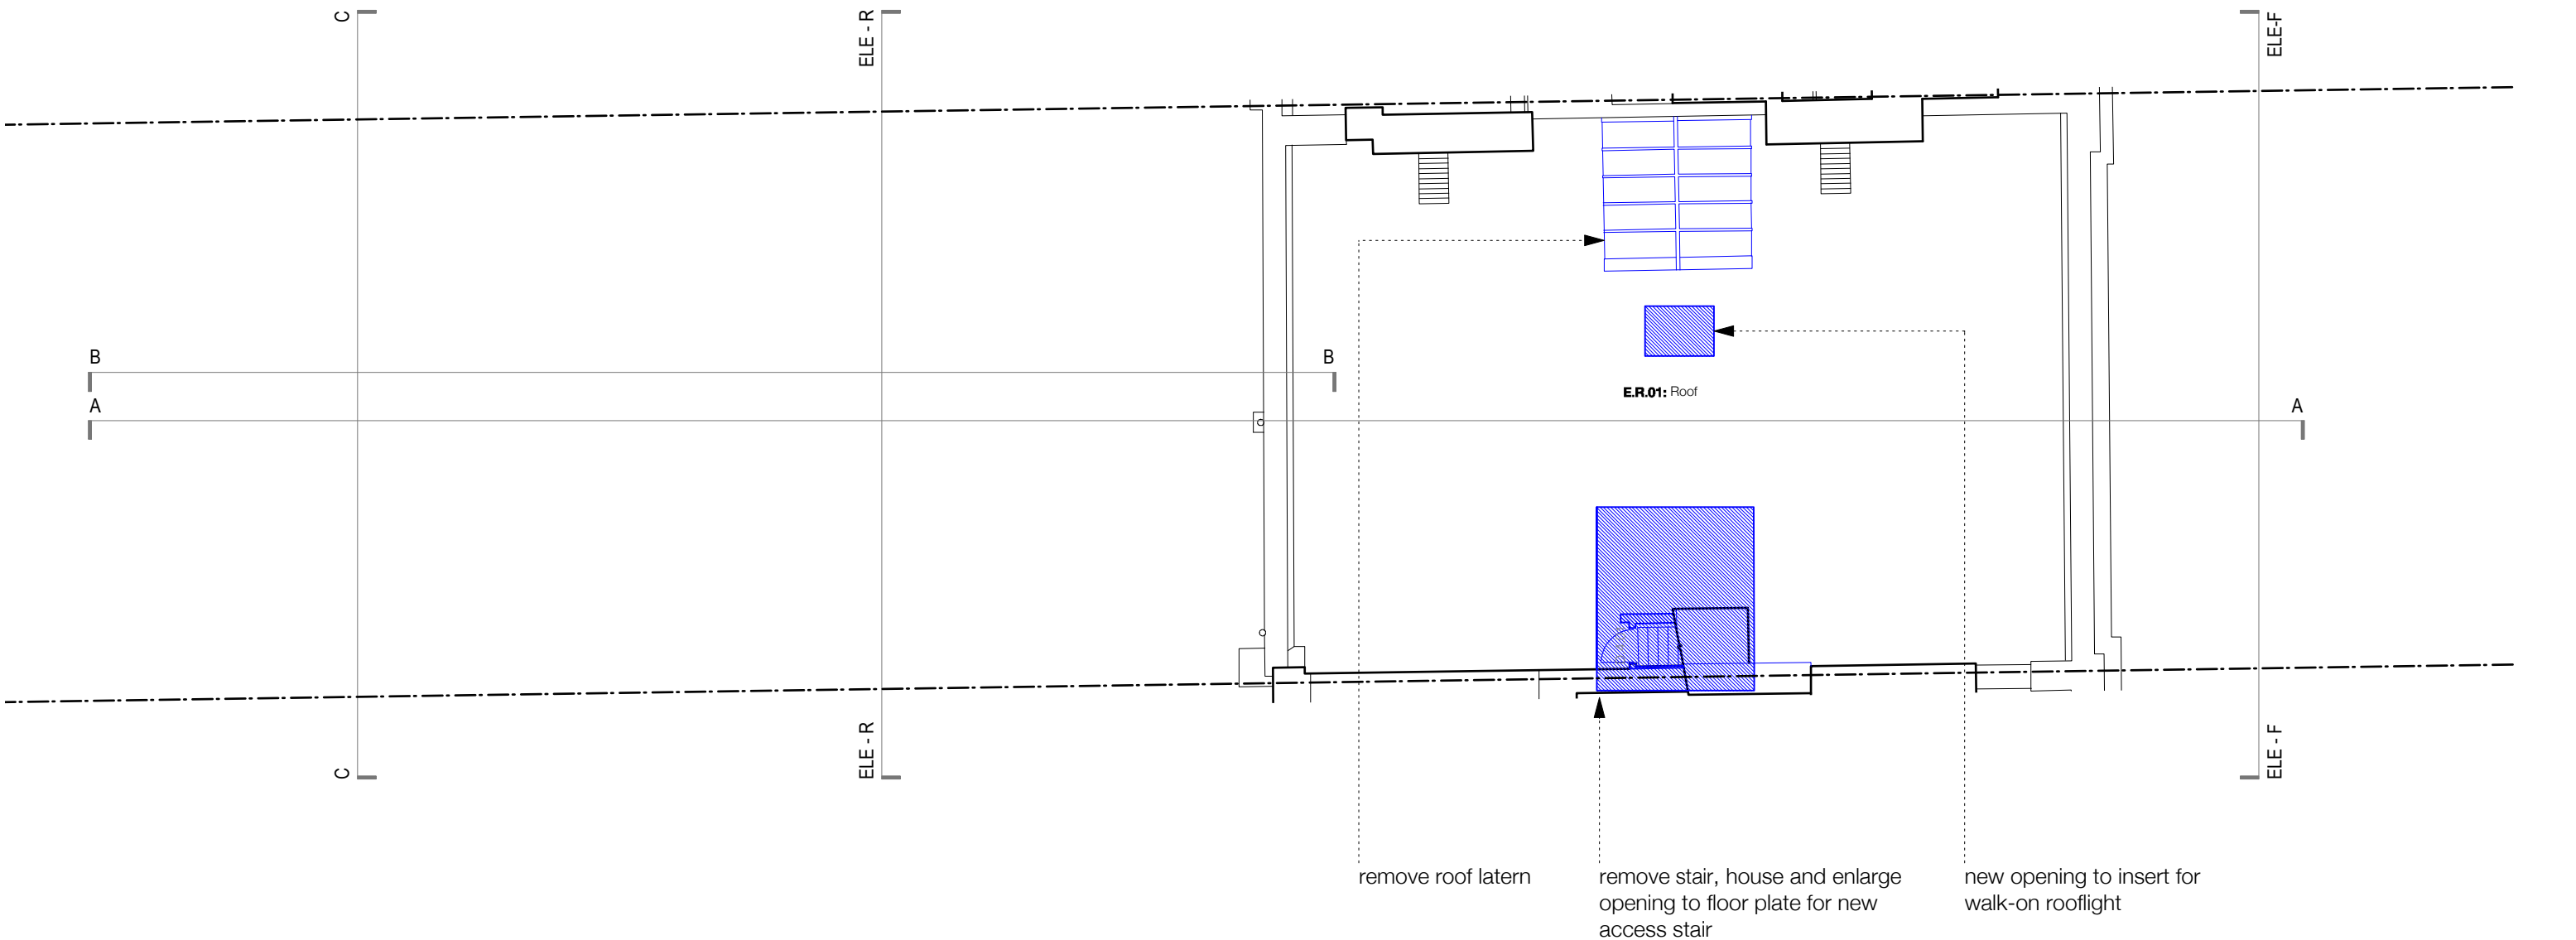 C
ELE - R
ELE-F
B
B
E.R.01: Roof
A
A
C
ELE - R
ELE - F
remove roof latern
remove stair, house and enlarge
opening to floor plate for new
access stair
new opening to insert for
walk-on rooflight